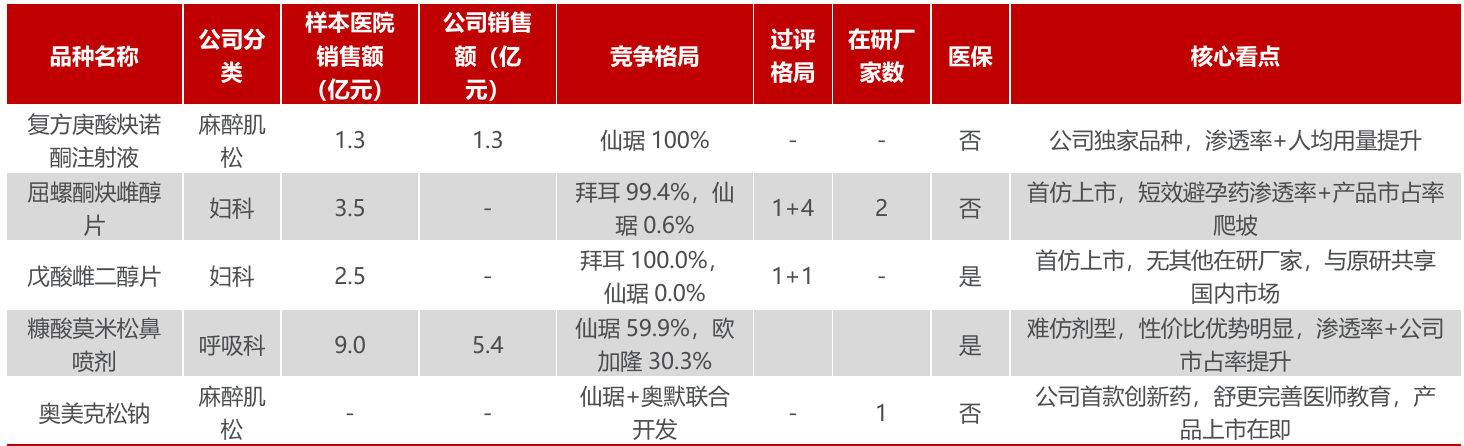 品种名称 公司分类 样本医院销售额（亿元） 公司销售额（亿元） 竞争格局 过评格局 在研厂家数 医保 核心看点
复方庚酸炔诺酮注射液 麻醉肌松 1.3 1.3 仙琚 100% - - 否 公司独家品种，渗透率+人均用量提升
屈螺酮炔雌醇片 妇科 3.5 - 拜耳 99.4%，仙琚 0.6% 1+4 2 否 首仿上市，短效避孕药渗透率+产品市占率爬坡
戊酸雌二醇片 妇科 2.5 - 拜耳 100.0%，仙琚 0.0% 1+1 - 是 首仿上市，无其他在研厂家，与原研共享国内市场
糠酸莫米松鼻喷剂 呼吸科 9.0 5.4 仙琚 59.9%，欧加隆 30.3% 是 难仿剂型，性价比优势明显，渗透率+公司市占率提升
奥美克松钠 麻醉肌松 - - 仙琚+奥默联合开发 - 1 否 公司首款创新药，舒更完善医师教育，产品上市在即